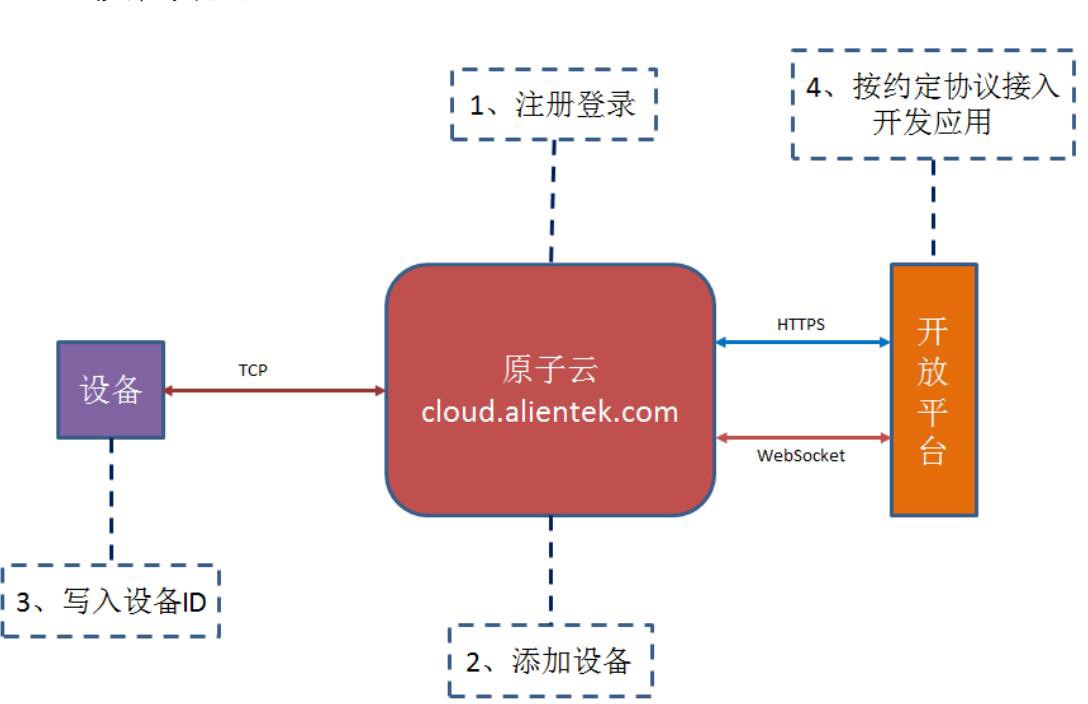 1、注册登录
4、按约定协议接入
开发应用
HTTPS
开放平台
TCP
原子云
cloud.alientek.com
设备
WebSocket
3、写入设备ID
2、添加设备